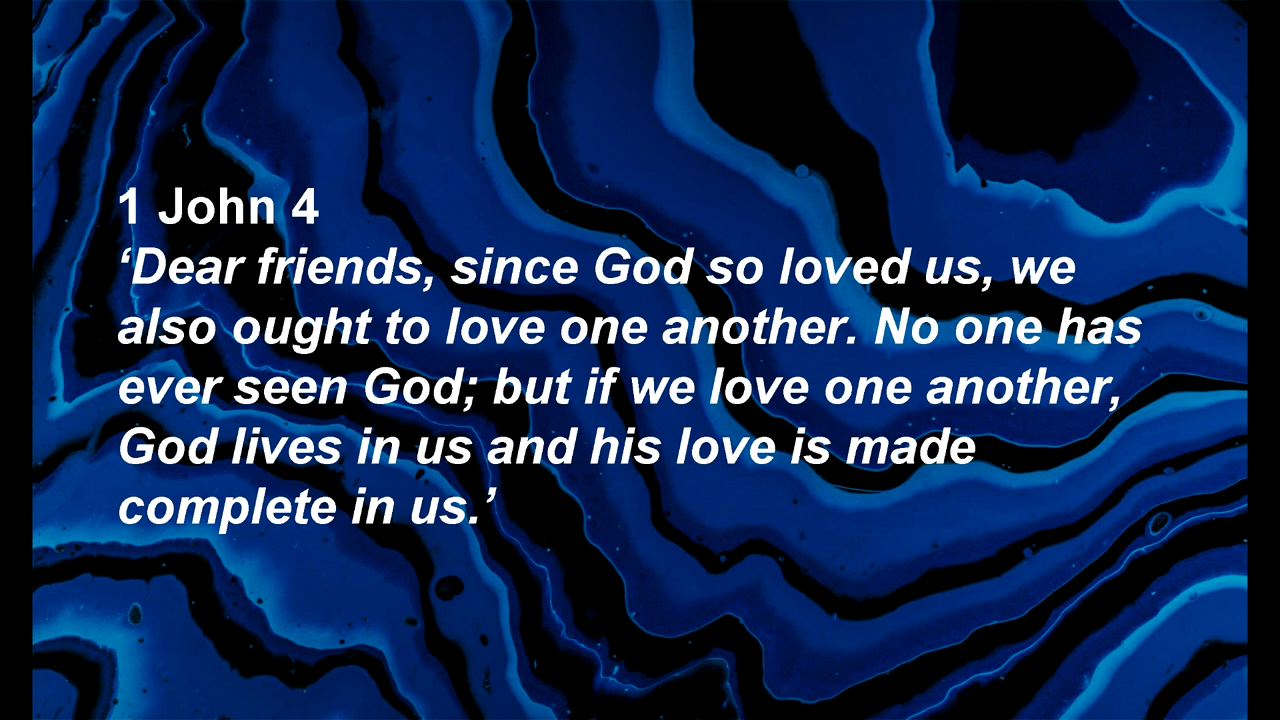 1 John 4
‘Dear friends, since God so loved us, we
also ought to love one another. No one has
ever seen God; but if we love one another,
God lives in us and his love is made
complete in us.’